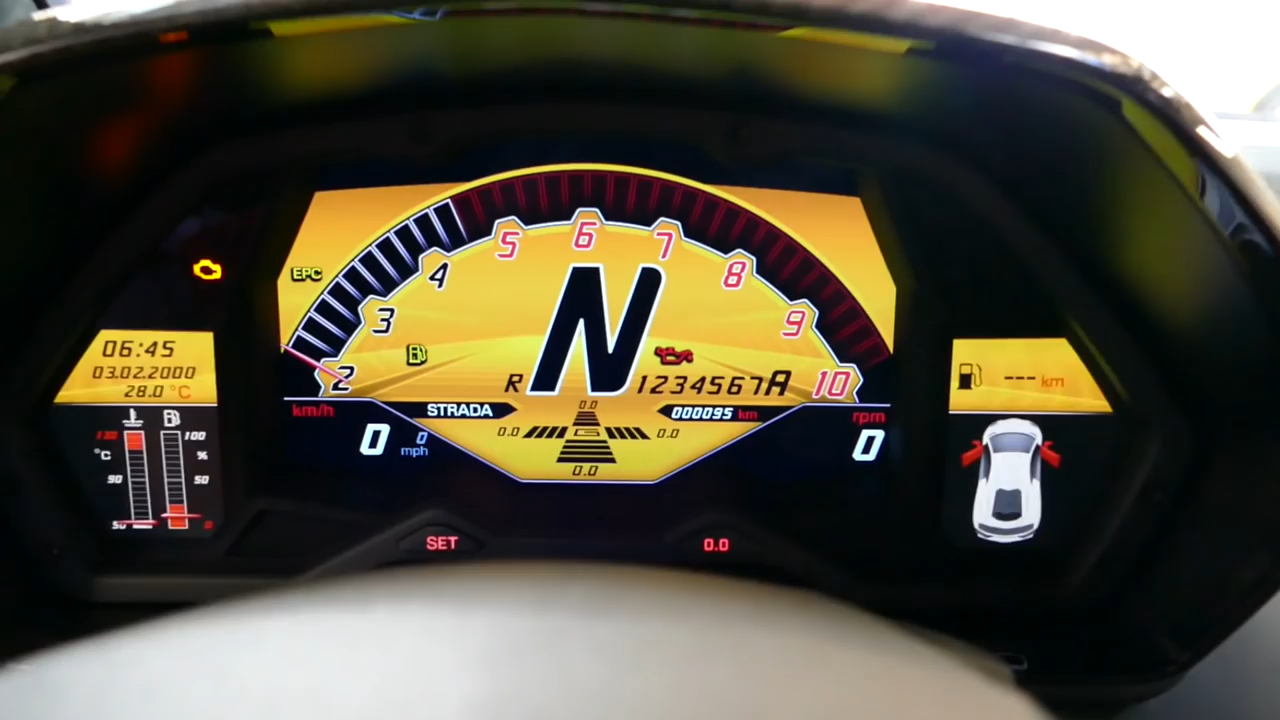 5 6 7
4 8
3 9
2 10
EPC
N
R 1234567A
km/h
STRADA
000095 km
rpm
0
0
mph
0
0.0
0.0 G 0.0
0.0
06:45
03.02.2000
28.0 °C
130 100
°C %
90 50
50 0
--- km
SET
0.0